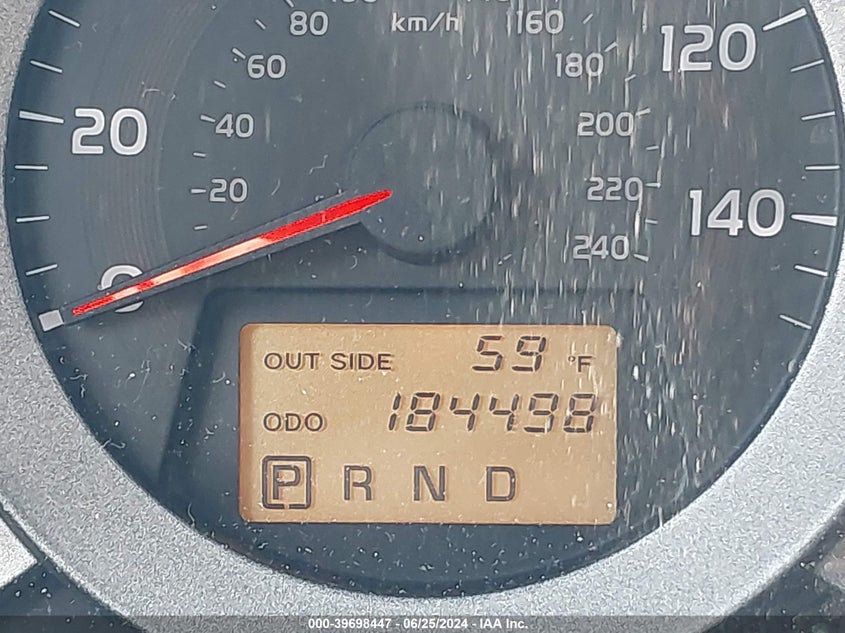 80 km/h 160
60 180
120
20 40 200
20 220
140
240
0
OUT SIDE 59 °F
ODO 184498
P R N D
000-39698447 - 06/25/2024 - IAA Inc.